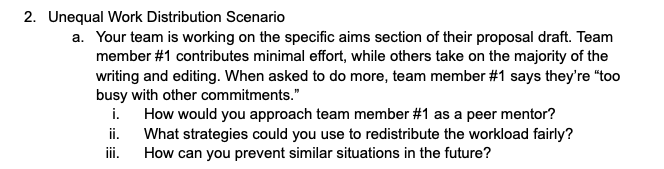 2. Unequal Work Distribution Scenario
a. Your team is working on the specific aims section of their proposal draft. Team
member #1 contributes minimal effort, while others take on the majority of the
writing and editing. When asked to do more, team member #1 says they're “too
busy with other commitments.”
i. How would you approach team member #1 as a peer mentor?
ii. What strategies could you use to redistribute the workload fairly?
iii. How can you prevent similar situations in the future?